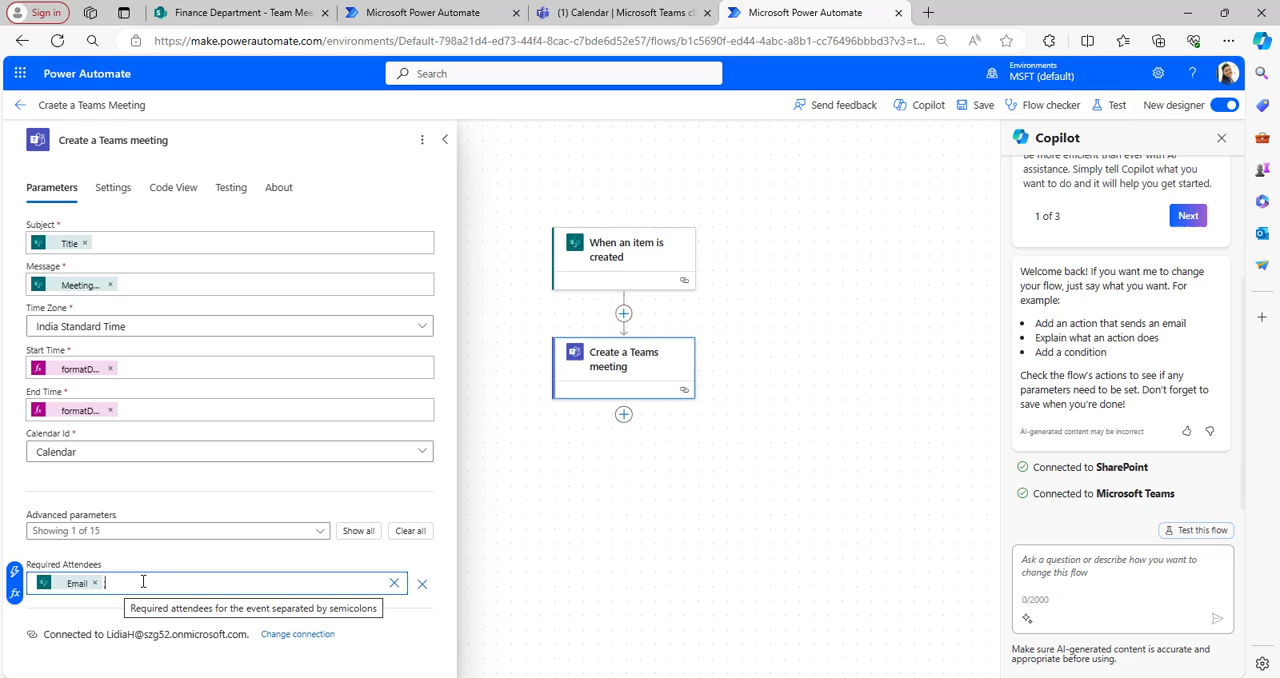 Sign in
Finance Department - Team Mee
Microsoft Power Automate
(1) Calendar | Microsoft Teams cl
Microsoft Power Automate
https://make.powerautomate.com/environments/Default-798a21d4-ed73-44f4-8cac-c7bde6d52e57/flows/b1c5690f-ed44-4abc-a8b1-cc76496bbbd3?v3=t...
Power Automate
Search
Environments
MSFT (default)
Craete a Teams Meeting
Send feedback
Copilot
Save
Flow checker
Test
New designer
Create a Teams meeting
Parameters
Settings
Code View
Testing
About
Subject *
Title ×
Message *
Meeting... ×
Time Zone *
India Standard Time
Start Time *
formatD... ×
End Time *
formatD... ×
Calendar Id *
Calendar
Advanced parameters
Showing 1 of 15
Show all
Clear all
Required Attendees
Email × ;
Required attendees for the event separated by semicolons
Connected to LidiaH@szg52.onmicrosoft.com.
Change connection
When an item is
created
Create a Teams
meeting
Copilot
be more efficient than ever with AI
assistance. Simply tell Copilot what you
want to do and it will help you get started.
1 of 3
Next
Welcome back! If you want me to change
your flow, just say what you want. For
example:
• Add an action that sends an email
• Explain what an action does
• Add a condition
Check the flow's actions to see if any
parameters need to be set. Don't forget to
save when you're done!
AI-generated content may be incorrect
Connected to SharePoint
Connected to Microsoft Teams
Test this flow
Ask a question or describe how you want to
change this flow
0/2000
Make sure AI-generated content is accurate and
appropriate before using.